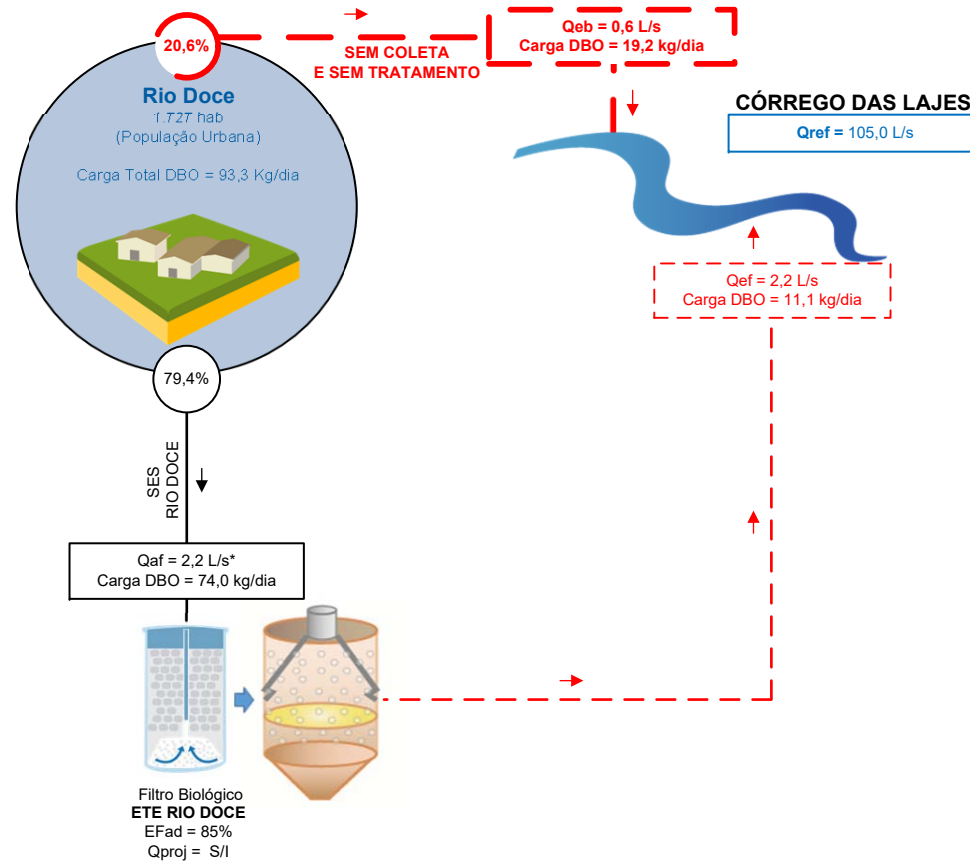 20,6%
SEM COLETA
E SEM TRATAMENTO
Qeb = 0,6 L/s
Carga DBO = 19,2 kg/dia
Rio Doce
1.727 hab
(População Urbana)
Carga Total DBO = 93,3 Kg/dia
CÓRREGO DAS LAJES
Qref = 105,0 L/s
Qef = 2,2 L/s
Carga DBO = 11,1 kg/dia
79,4%
SES
RIO DOCE
Qaf = 2,2 L/s*
Carga DBO = 74,0 kg/dia
Filtro Biológico
ETE RIO DOCE
EFad = 85%
Qproj = S/I